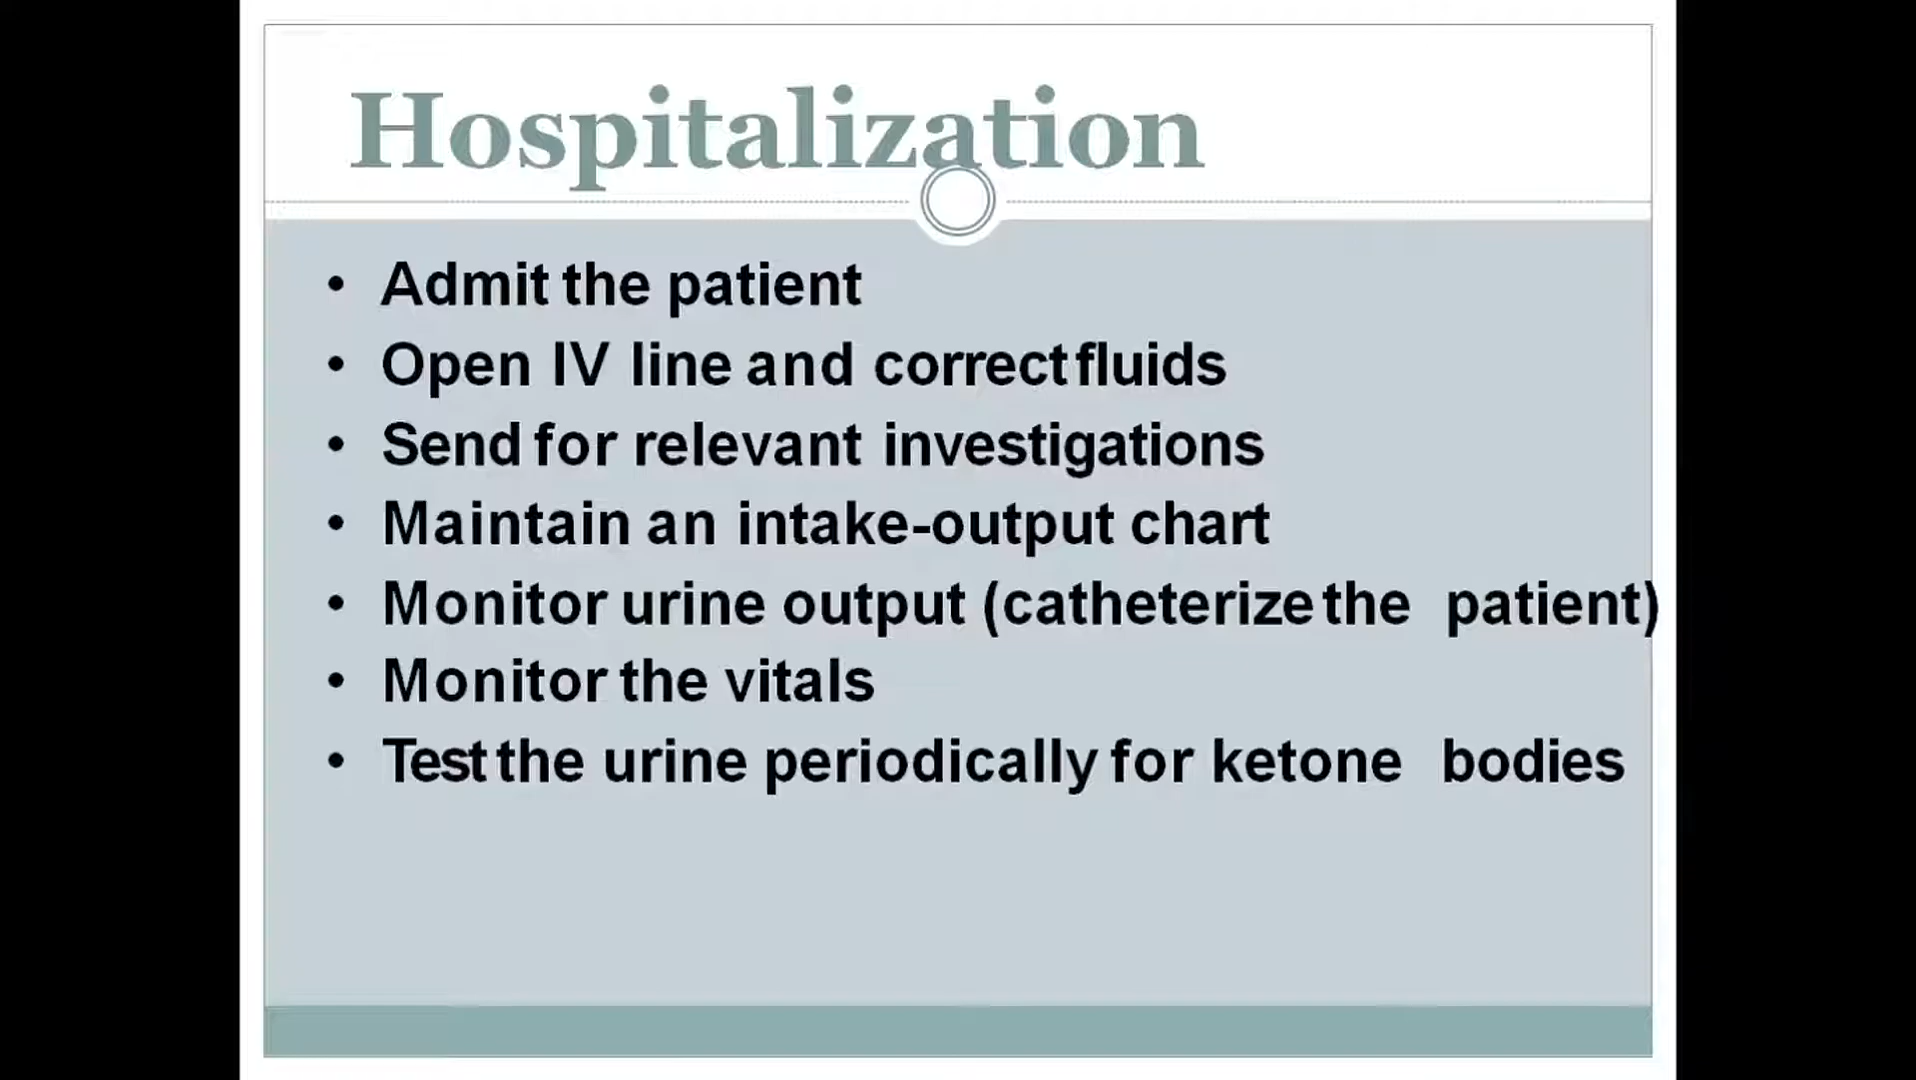 Hospitalization
• Admit the patient
• Open IV line and correct fluids
• Send for relevant investigations
• Maintain an intake-output chart
• Monitor urine output (catheterize the patient)
• Monitor the vitals
• Test the urine periodically for ketone bodies